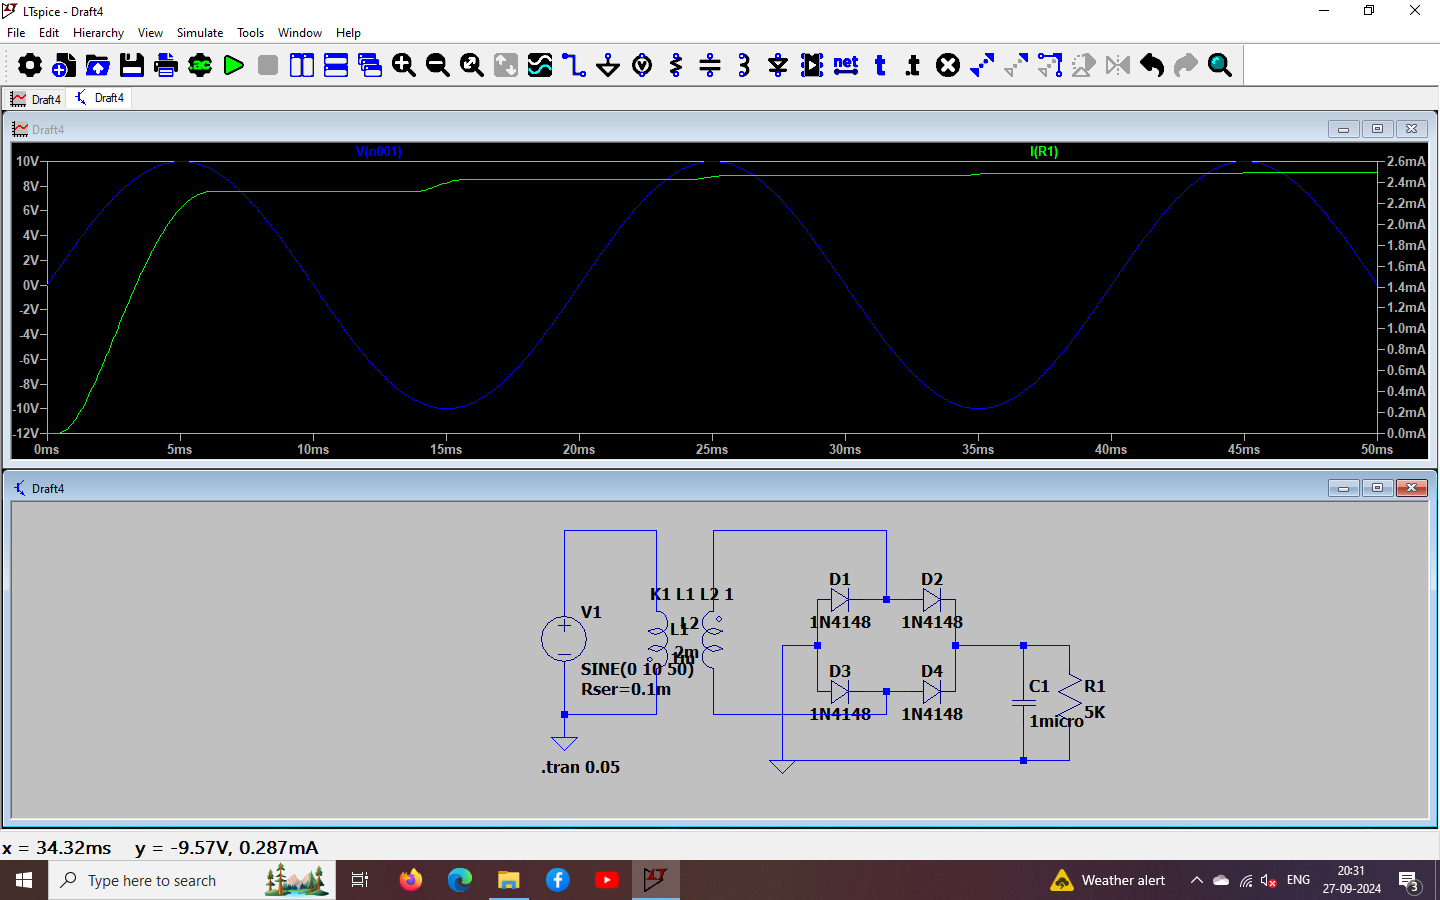 LTspice - Draft4
File Edit Hierarchy View Simulate Tools Window Help
.ac
net
t
.t
Draft4
Draft4
Draft4
V(n001)
I(R1)
10V
8V
6V
4V
2V
0V
-2V
-4V
-6V
-8V
-10V
-12V
2.6mA
2.4mA
2.2mA
2.0mA
1.8mA
1.6mA
1.4mA
1.2mA
1.0mA
0.8mA
0.6mA
0.4mA
0.2mA
0.0mA
0ms 5ms 10ms 15ms 20ms 25ms 30ms 35ms 40ms 45ms 50ms
Draft4
V1
SINE(0 10 50)
Rser=0.1m
.tran 0.05
K1 L1 L2 1
L1
L2
2m
1m
D1
1N4148
D2
1N4148
D3
1N4148
D4
1N4148
C1
1micro
R1
5K
x = 34.32ms y = -9.57V, 0.287mA
Type here to search
Weather alert
ENG
20:31
27-09-2024
3